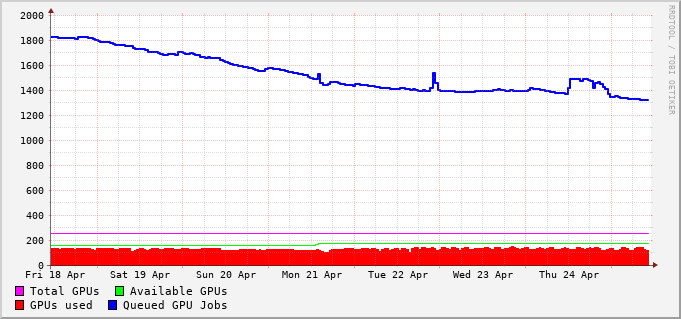 2000
1800
1600
1400
1200
1000
800
600
400
200
0
Fri 18 Apr Sat 19 Apr Sun 20 Apr Mon 21 Apr Tue 22 Apr Wed 23 Apr Thu 24 Apr
Total GPUs Available GPUs
GPUs used Queued GPU Jobs
RRDTOOL / TOBI OETIKER